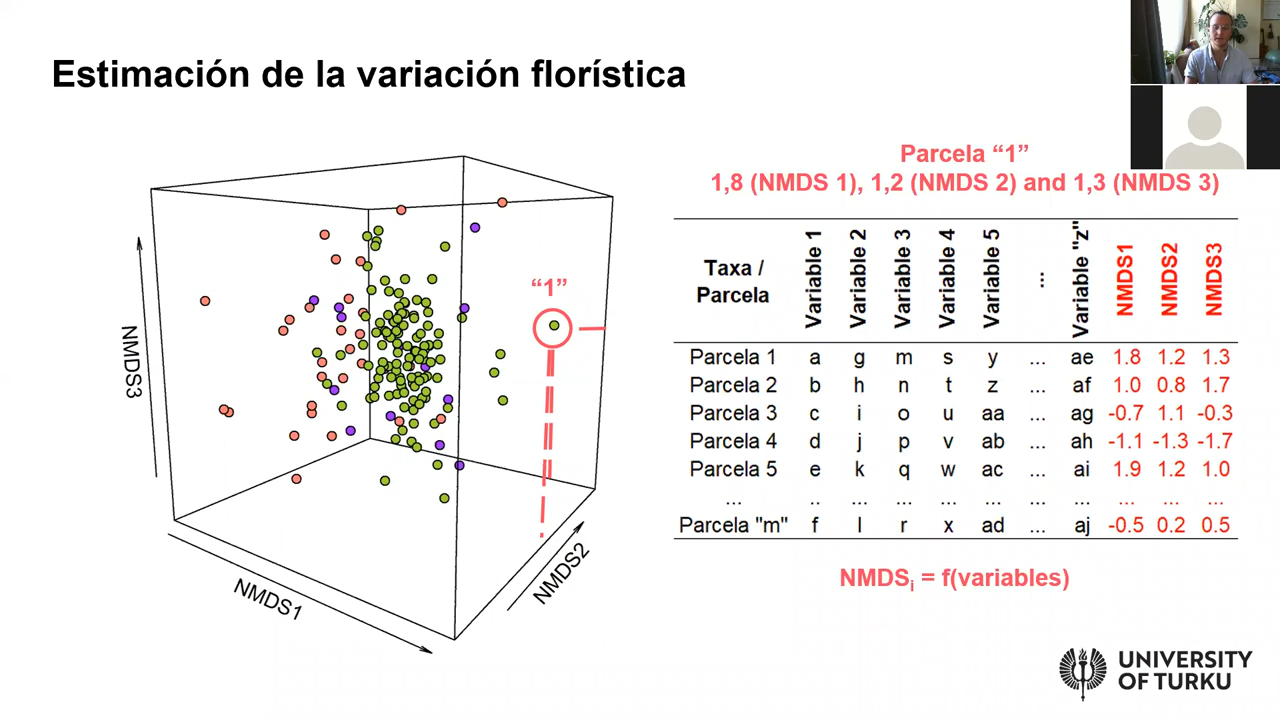 Estimación de la variación florística
Parcela “1”
1,8 (NMDS 1), 1,2 (NMDS 2) and 1,3 (NMDS 3)
“1”
NMDS3
NMDS1
NMDS2
Taxa / Parcela Variable 1 Variable 2 Variable 3 Variable 4 Variable 5 ... Variable "z" NMDS1 NMDS2 NMDS3
Parcela 1 a g m s y ... ae 1.8 1.2 1.3
Parcela 2 b h n t z ... af 1.0 0.8 1.7
Parcela 3 c i o u aa ... ag -0.7 1.1 -0.3
Parcela 4 d j p v ab ... ah -1.1 -1.3 -1.7
Parcela 5 e k q w ac ... ai 1.9 1.2 1.0
... .. ... ... ... ... ... ... ... ... ...
Parcela "m" f l r x ad ... aj -0.5 0.2 0.5
NMDSi = f(variables)
UNIVERSITY
OF TURKU